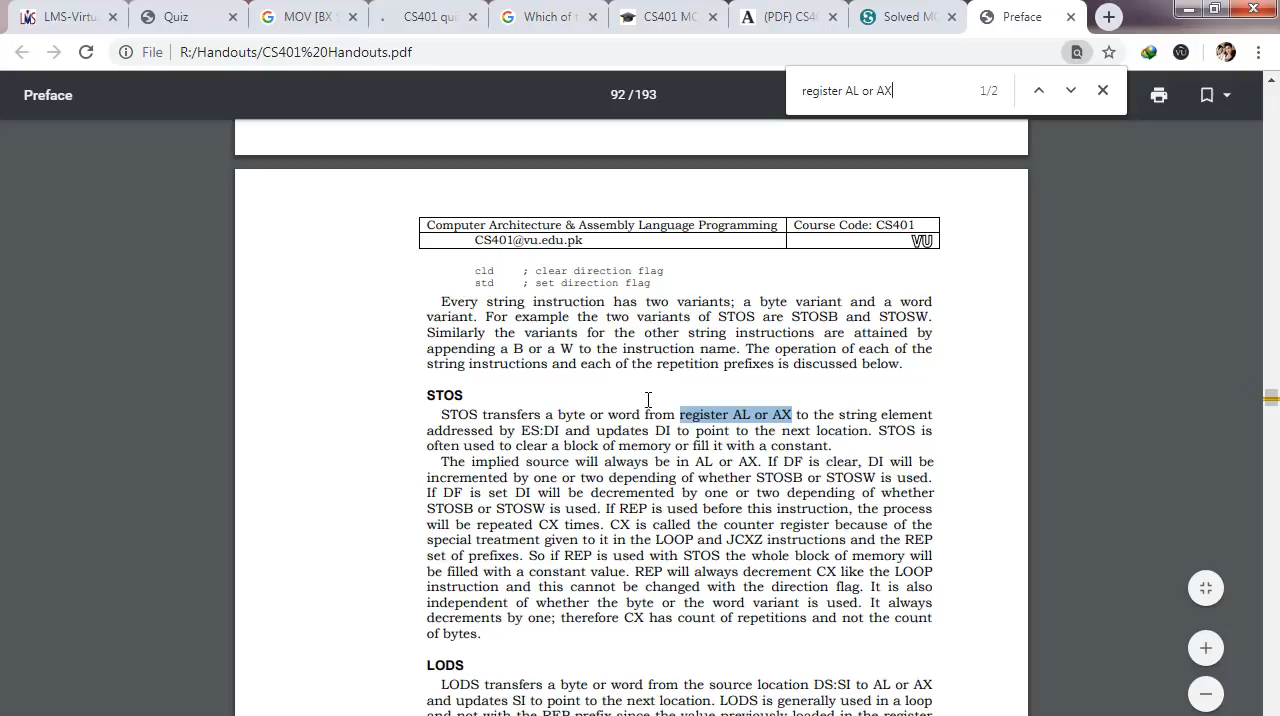 LMS-Virtu
Quiz
MOV [BX S
CS401 qui
Which of t
CS401 MC
(PDF) CS4
Solved MC
Preface
File
R:/Handouts/CS401%20Handouts.pdf
Preface
92 / 193
register AL or AX
1/2
Computer Architecture & Assembly Language Programming
Course Code: CS401
CS401@vu.edu.pk
VU
cld ; clear direction flag
std ; set direction flag
Every string instruction has two variants; a byte variant and a word
variant. For example the two variants of STOS are STOSB and STOSW.
Similarly the variants for the other string instructions are attained by
appending a B or a W to the instruction name. The operation of each of the
string instructions and each of the repetition prefixes is discussed below.
STOS
STOS transfers a byte or word from register AL or AX to the string element
addressed by ES:DI and updates DI to point to the next location. STOS is
often used to clear a block of memory or fill it with a constant.
The implied source will always be in AL or AX. If DF is clear, DI will be
incremented by one or two depending of whether STOSB or STOSW is used.
If DF is set DI will be decremented by one or two depending of whether
STOSB or STOSW is used. If REP is used before this instruction, the process
will be repeated CX times. CX is called the counter register because of the
special treatment given to it in the LOOP and JCXZ instructions and the REP
set of prefixes. So if REP is used with STOS the whole block of memory will
be filled with a constant value. REP will always decrement CX like the LOOP
instruction and this cannot be changed with the direction flag. It is also
independent of whether the byte or the word variant is used. It always
decrements by one; therefore CX has count of repetitions and not the count
of bytes.
LODS
LODS transfers a byte or word from the source location DS:SI to AL or AX
and updates SI to point to the next location. LODS is generally used in a loop
and not with the REP prefix since the value previously loaded in the register